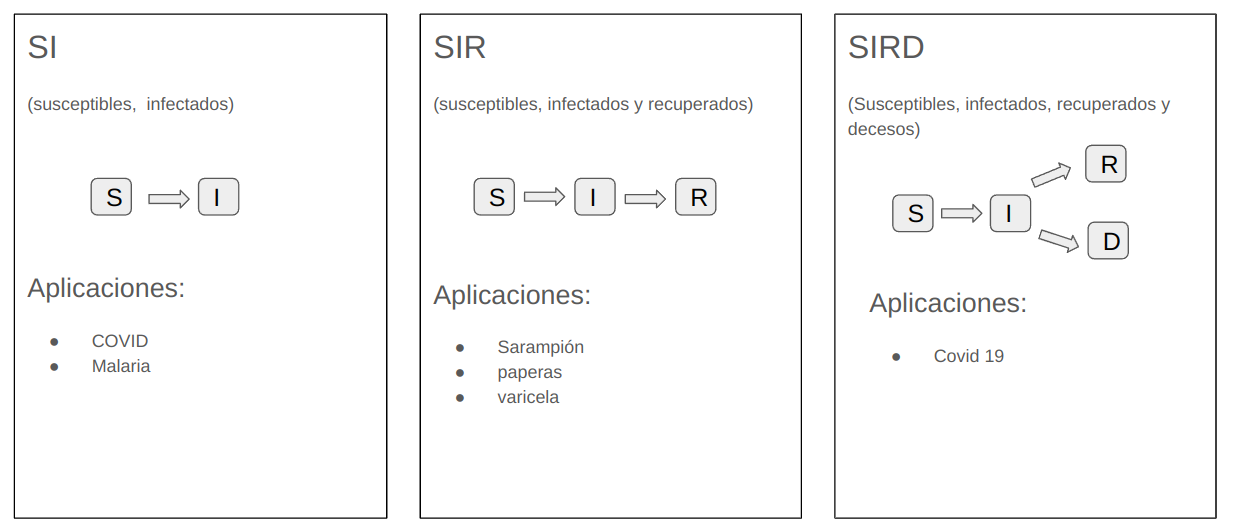 SI
(susceptibles, infectados)
S
I
Aplicaciones:
● COVID
● Malaria
SIR
(susceptibles, infectados y recuperados)
S
I
R
Aplicaciones:
● Sarampión
● paperas
● varicela
SIRD
(Susceptibles, infectados, recuperados y
decesos)
S
I
R
D
Aplicaciones:
● Covid 19